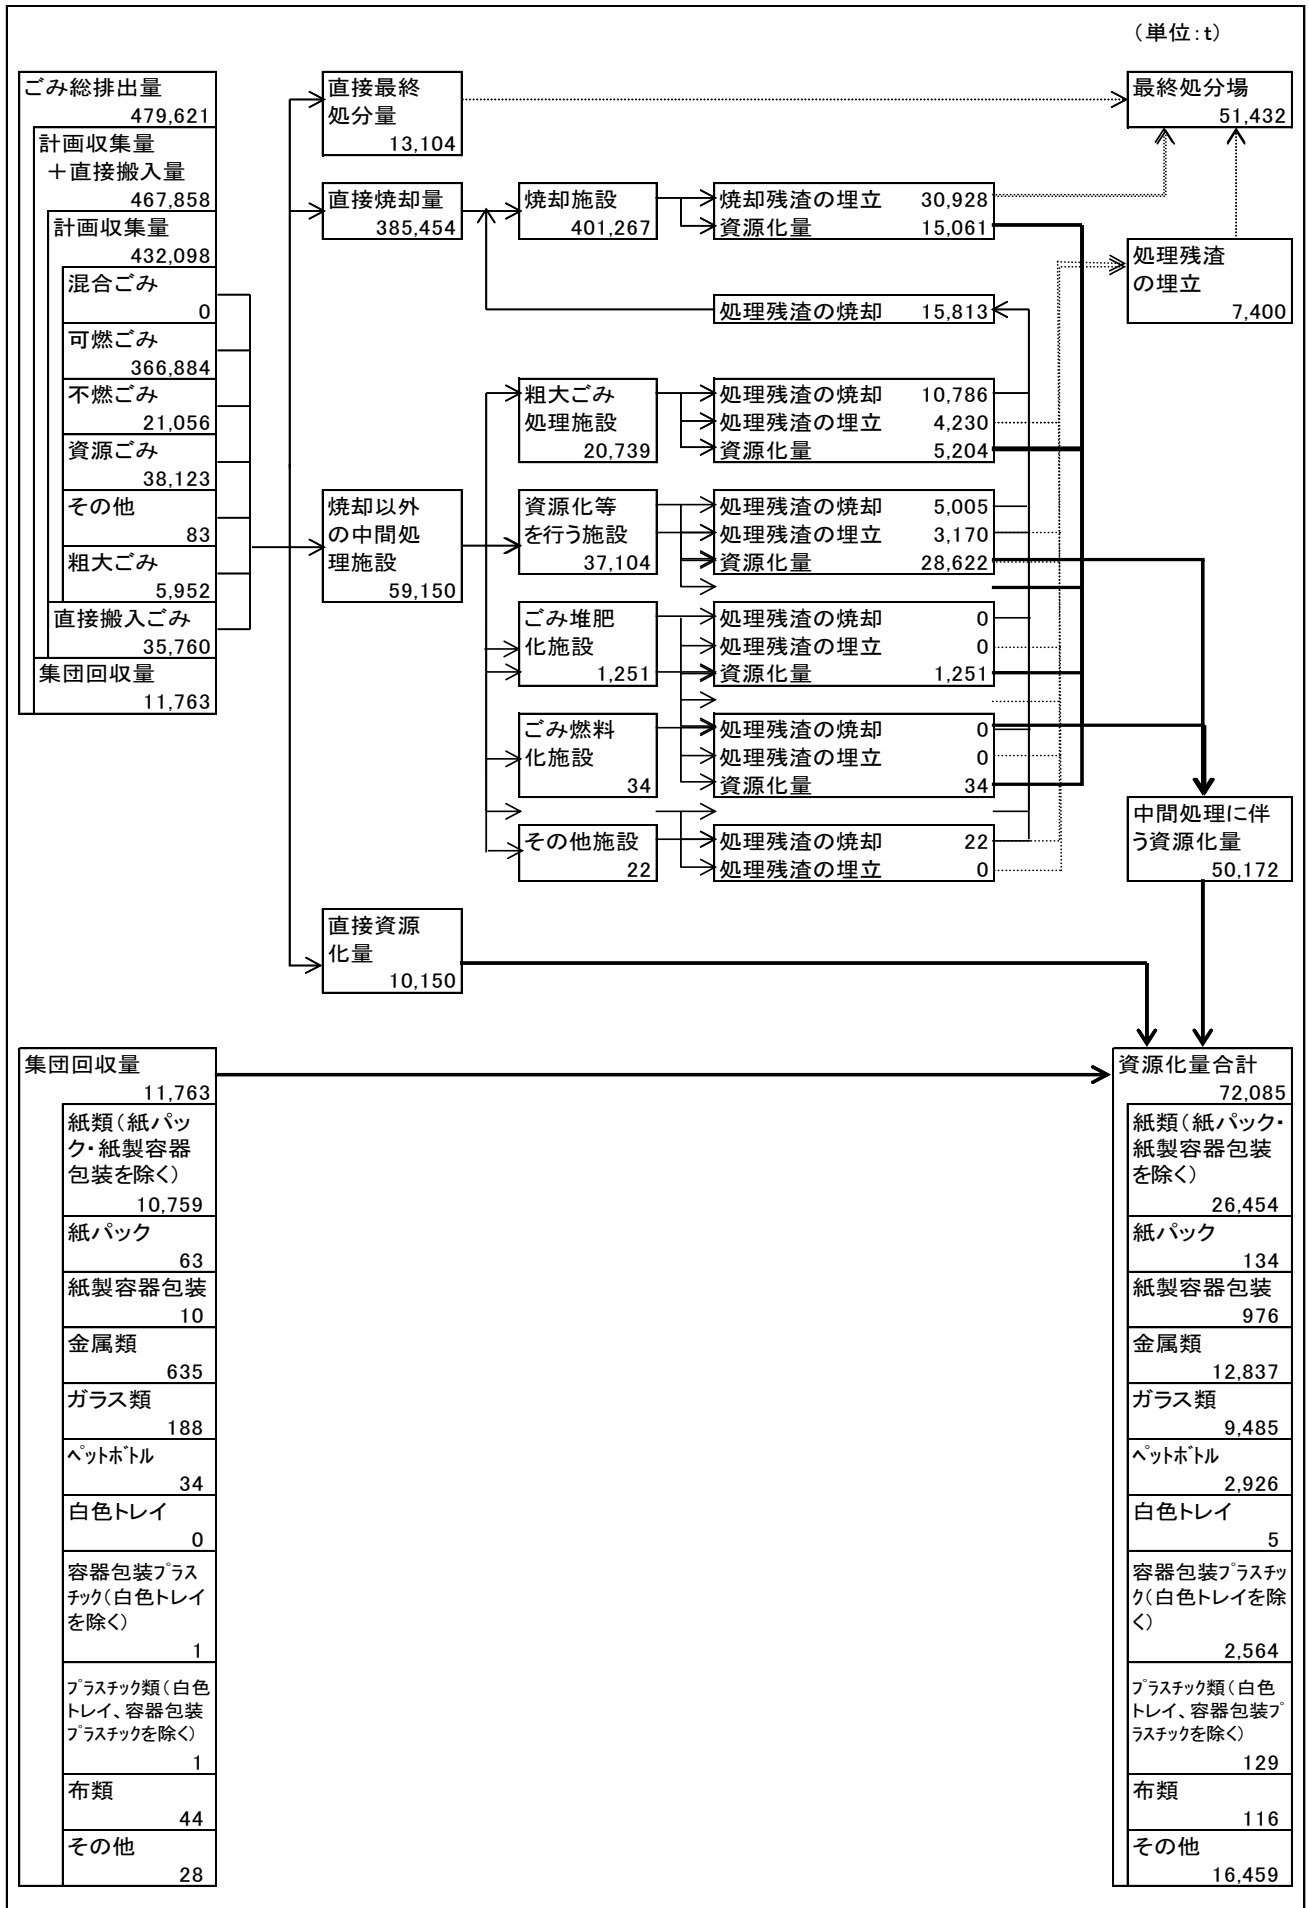 （単位：t）
ごみ総排出量
479,621
計画収集量
＋直接搬入量
467,858
計画収集量
432,098
混合ごみ
0
可燃ごみ
366,884
不燃ごみ
21,056
資源ごみ
38,123
その他
83
粗大ごみ
5,952
直接搬入ごみ
35,760
集団回収量
11,763
直接最終
処分量
13,104
直接焼却量
385,454
焼却以外
の中間処
理施設
59,150
直接資源
化量
10,150
焼却施設
401,267
粗大ごみ
処理施設
20,739
資源化等
を行う施設
37,104
ごみ堆肥
化施設
1,251
ごみ燃料
化施設
34
その他施設
22
焼却残渣の埋立 30,928
資源化量 15,061
処理残渣の焼却 15,813
処理残渣の焼却 10,786
処理残渣の埋立 4,230
資源化量 5,204
処理残渣の焼却 5,005
処理残渣の埋立 3,170
資源化量 28,622
処理残渣の焼却 0
処理残渣の埋立 0
資源化量 1,251
処理残渣の焼却 0
処理残渣の埋立 0
資源化量 34
処理残渣の焼却 22
処理残渣の埋立 0
最終処分場
51,432
処理残渣
の埋立
7,400
中間処理に伴
う資源化量
50,172
集団回収量
11,763
紙類（紙パッ
ク・紙製容器
包装を除く）
10,759
紙パック
63
紙製容器包装
10
金属類
635
ガラス類
188
ﾍﾟｯﾄﾎﾞﾄﾙ
34
白色トレイ
0
容器包装ﾌﾟﾗｽ
ﾁｯｸ（白色トレイ
を除く）
1
ﾌﾟﾗｽﾁｯｸ類（白色
トレイ、容器包装
ﾌﾟﾗｽﾁｯｸを除く）
1
布類
44
その他
28
資源化量合計
72,085
紙類（紙パック・
紙製容器包装
を除く）
26,454
紙パック
134
紙製容器包装
976
金属類
12,837
ガラス類
9,485
ﾍﾟｯﾄﾎﾞﾄﾙ
2,926
白色トレイ
5
容器包装ﾌﾟﾗｽﾁｯ
ｸ（白色トレイを除
く）
2,564
ﾌﾟﾗｽﾁｯｸ類（白色
トレイ、容器包装ﾌﾟ
ﾗｽﾁｯｸを除く）
129
布類
116
その他
16,459